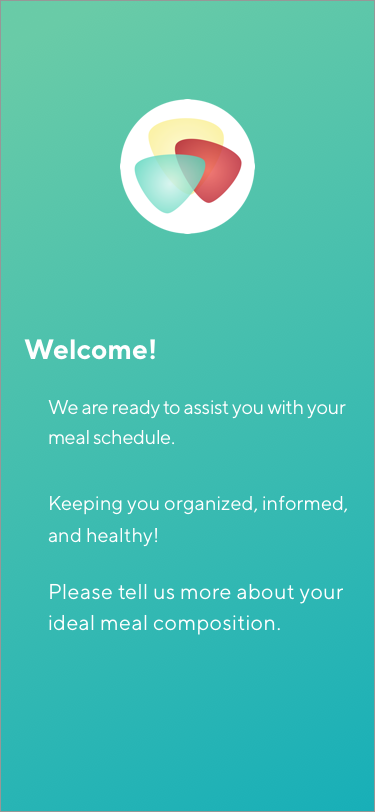 Welcome!
We are ready to assist you with your
meal schedule.
Keeping you organized, informed,
and healthy!
Please tell us more about your
ideal meal composition.